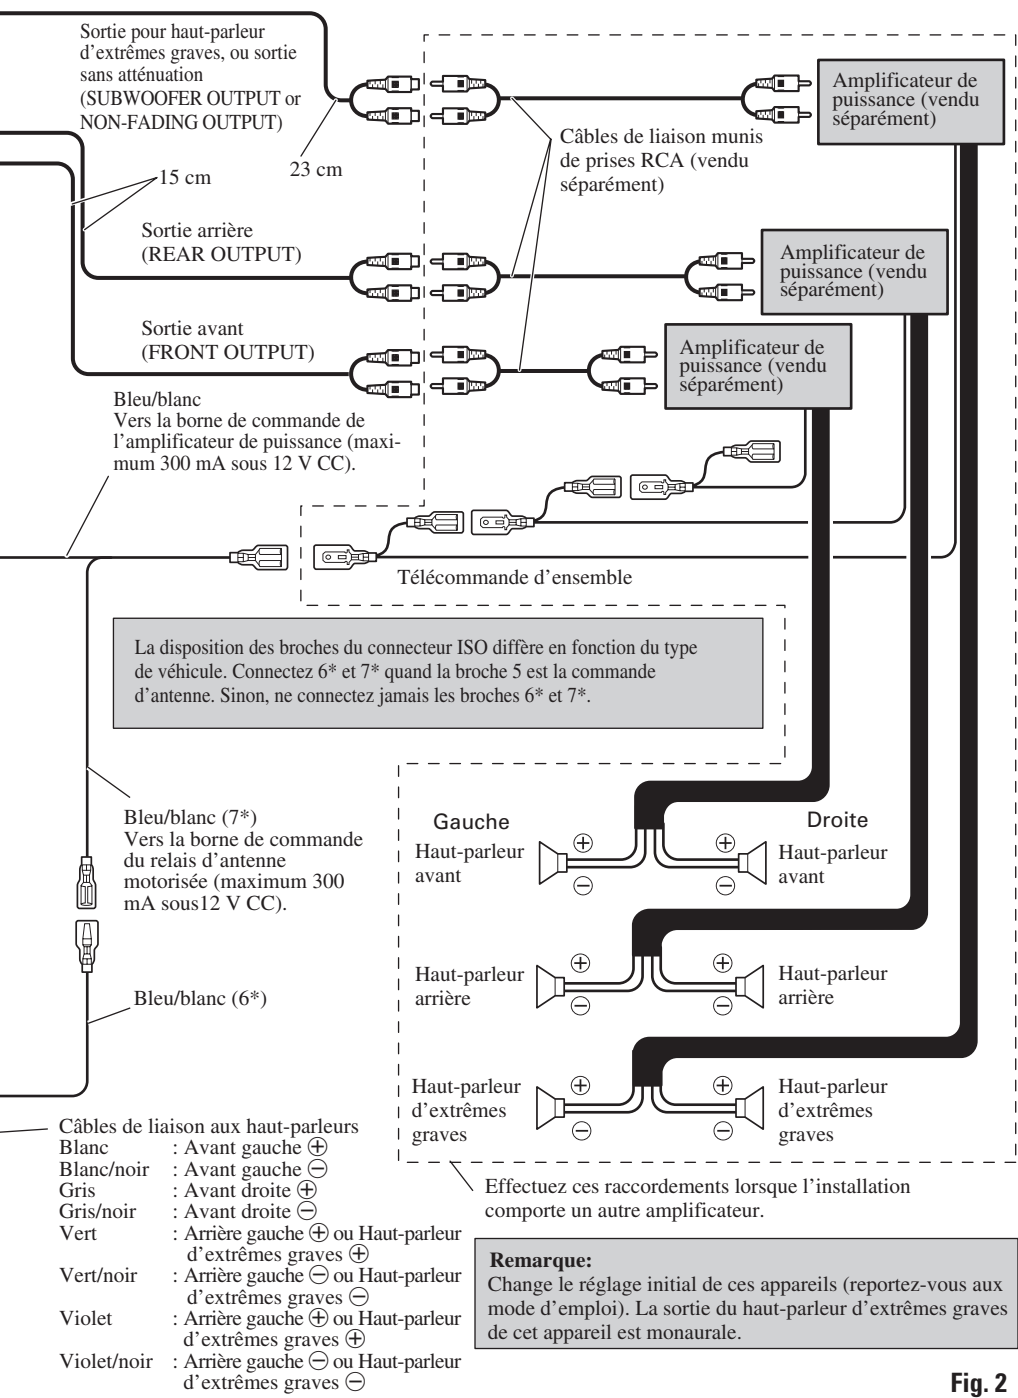 Sortie pour haut-parleur
d'extrêmes graves, ou sortie
sans atténuation
(SUBWOOFER OUTPUT or
NON-FADING OUTPUT)
23 cm
15 cm
Amplificateur de
puissance (vendu
séparément)
Câbles de liaison munis
de prises RCA (vendu
séparément)
Sortie arrière
(REAR OUTPUT)
Amplificateur de
puissance (vendu
séparément)
Sortie avant
(FRONT OUTPUT)
Amplificateur de
puissance (vendu
séparément)
Bleu/blanc
Vers la borne de commande de
l'amplificateur de puissance (maxi-
mum 300 mA sous 12 V CC).
Télécommande d'ensemble
La disposition des broches du connecteur ISO diffère en fonction du type
de véhicule. Connectez 6* et 7* quand la broche 5 est la commande
d'antenne. Sinon, ne connectez jamais les broches 6* et 7*.
Bleu/blanc (7*)
Vers la borne de commande
du relais d'antenne
motorisée (maximum 300
mA sous12 V CC).
Bleu/blanc (6*)
Gauche
Droite
Haut-parleur
avant
⊕
⊖
⊕
⊖
Haut-parleur
avant
Haut-parleur
arrière
⊕
⊖
⊕
⊖
Haut-parleur
arrière
Haut-parleur
d'extrêmes
graves
⊕
⊖
⊕
⊖
Haut-parleur
d'extrêmes
graves
Effectuez ces raccordements lorsque l'installation
comporte un autre amplificateur.
Câbles de liaison aux haut-parleurs
Blanc : Avant gauche ⊕
Blanc/noir : Avant gauche ⊖
Gris : Avant droite ⊕
Gris/noir : Avant droite ⊖
Vert : Arrière gauche ⊕ ou Haut-parleur
d'extrêmes graves ⊕
Vert/noir : Arrière gauche ⊖ ou Haut-parleur
d'extrêmes graves ⊖
Violet : Arrière gauche ⊕ ou Haut-parleur
d'extrêmes graves ⊕
Violet/noir : Arrière gauche ⊖ ou Haut-parleur
d'extrêmes graves ⊖
Remarque:
Change le réglage initial de ces appareils (reportez-vous aux
mode d'emploi). La sortie du haut-parleur d'extrêmes graves
de cet appareil est monaurale.
Fig. 2